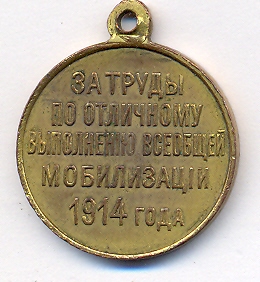 ЗА ТРУДЫ
ПО ОТЛИЧНОМУ
ВЫПОЛНЕНІЮ ВСЕОБЩЕЙ
МОБИЛИЗАЦІИ
1914 ГОДА